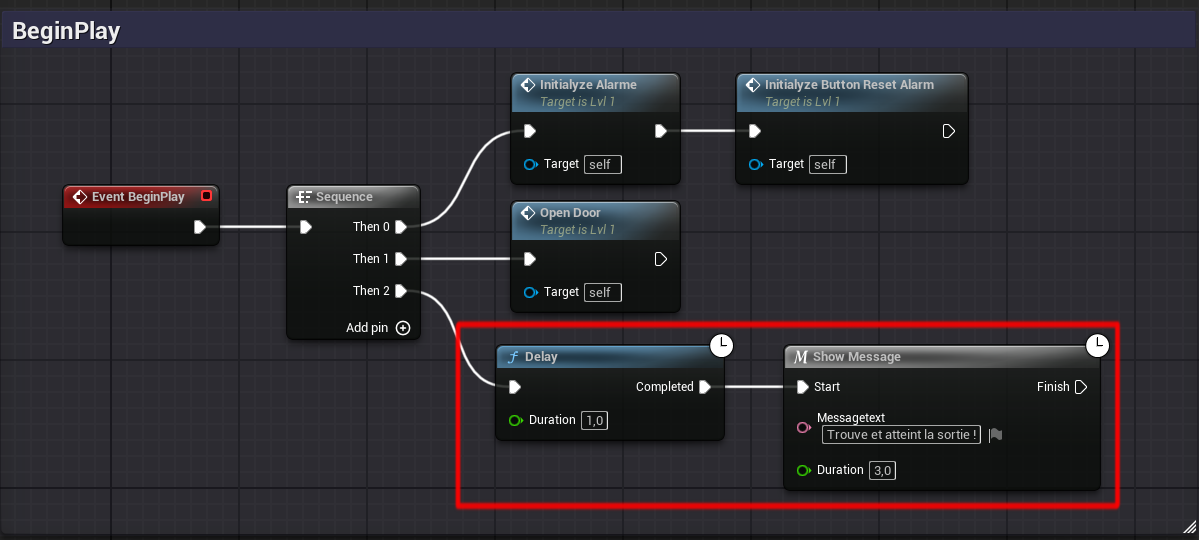 BeginPlay
Initialyze Alarme
Target is Lvl 1
Target self
Initialyze Button Reset Alarm
Target is Lvl 1
Target self
Event BeginPlay
Sequence
Then 0
Then 1
Then 2
Add pin
Open Door
Target is Lvl 1
Target self
Delay
Completed
Duration 1,0
Show Message
Start Finish
Messagetext
Trouve et atteint la sortie !
Duration 3,0